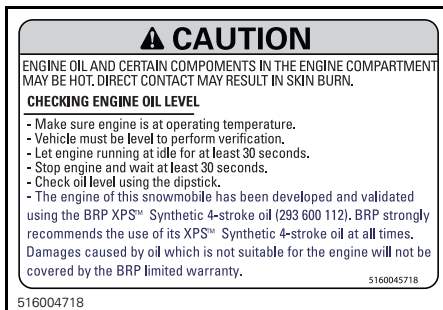 CAUTION
ENGINE OIL AND CERTAIN COMPOMENTS IN THE ENGINE COMPARTMENT
MAY BE HOT. DIRECT CONTACT MAY RESULT IN SKIN BURN.
CHECKING ENGINE OIL LEVEL
- Make sure engine is at operating temperature.
- Vehicle must be level to perform verification.
- Let engine running at idle for at least 30 seconds.
- Stop engine and wait at least 30 seconds.
- Check oil level using the dipstick.
- The engine of this snowmobile has been developed and validated
using the BRP XPS™ Synthetic 4-stroke oil (293 600 112). BRP strongly
recommends the use of its XPS™ Synthetic 4-stroke oil at all times.
Damages caused by oil which is not suitable for the engine will not be
covered by the BRP limited warranty.
5160045718
516004718